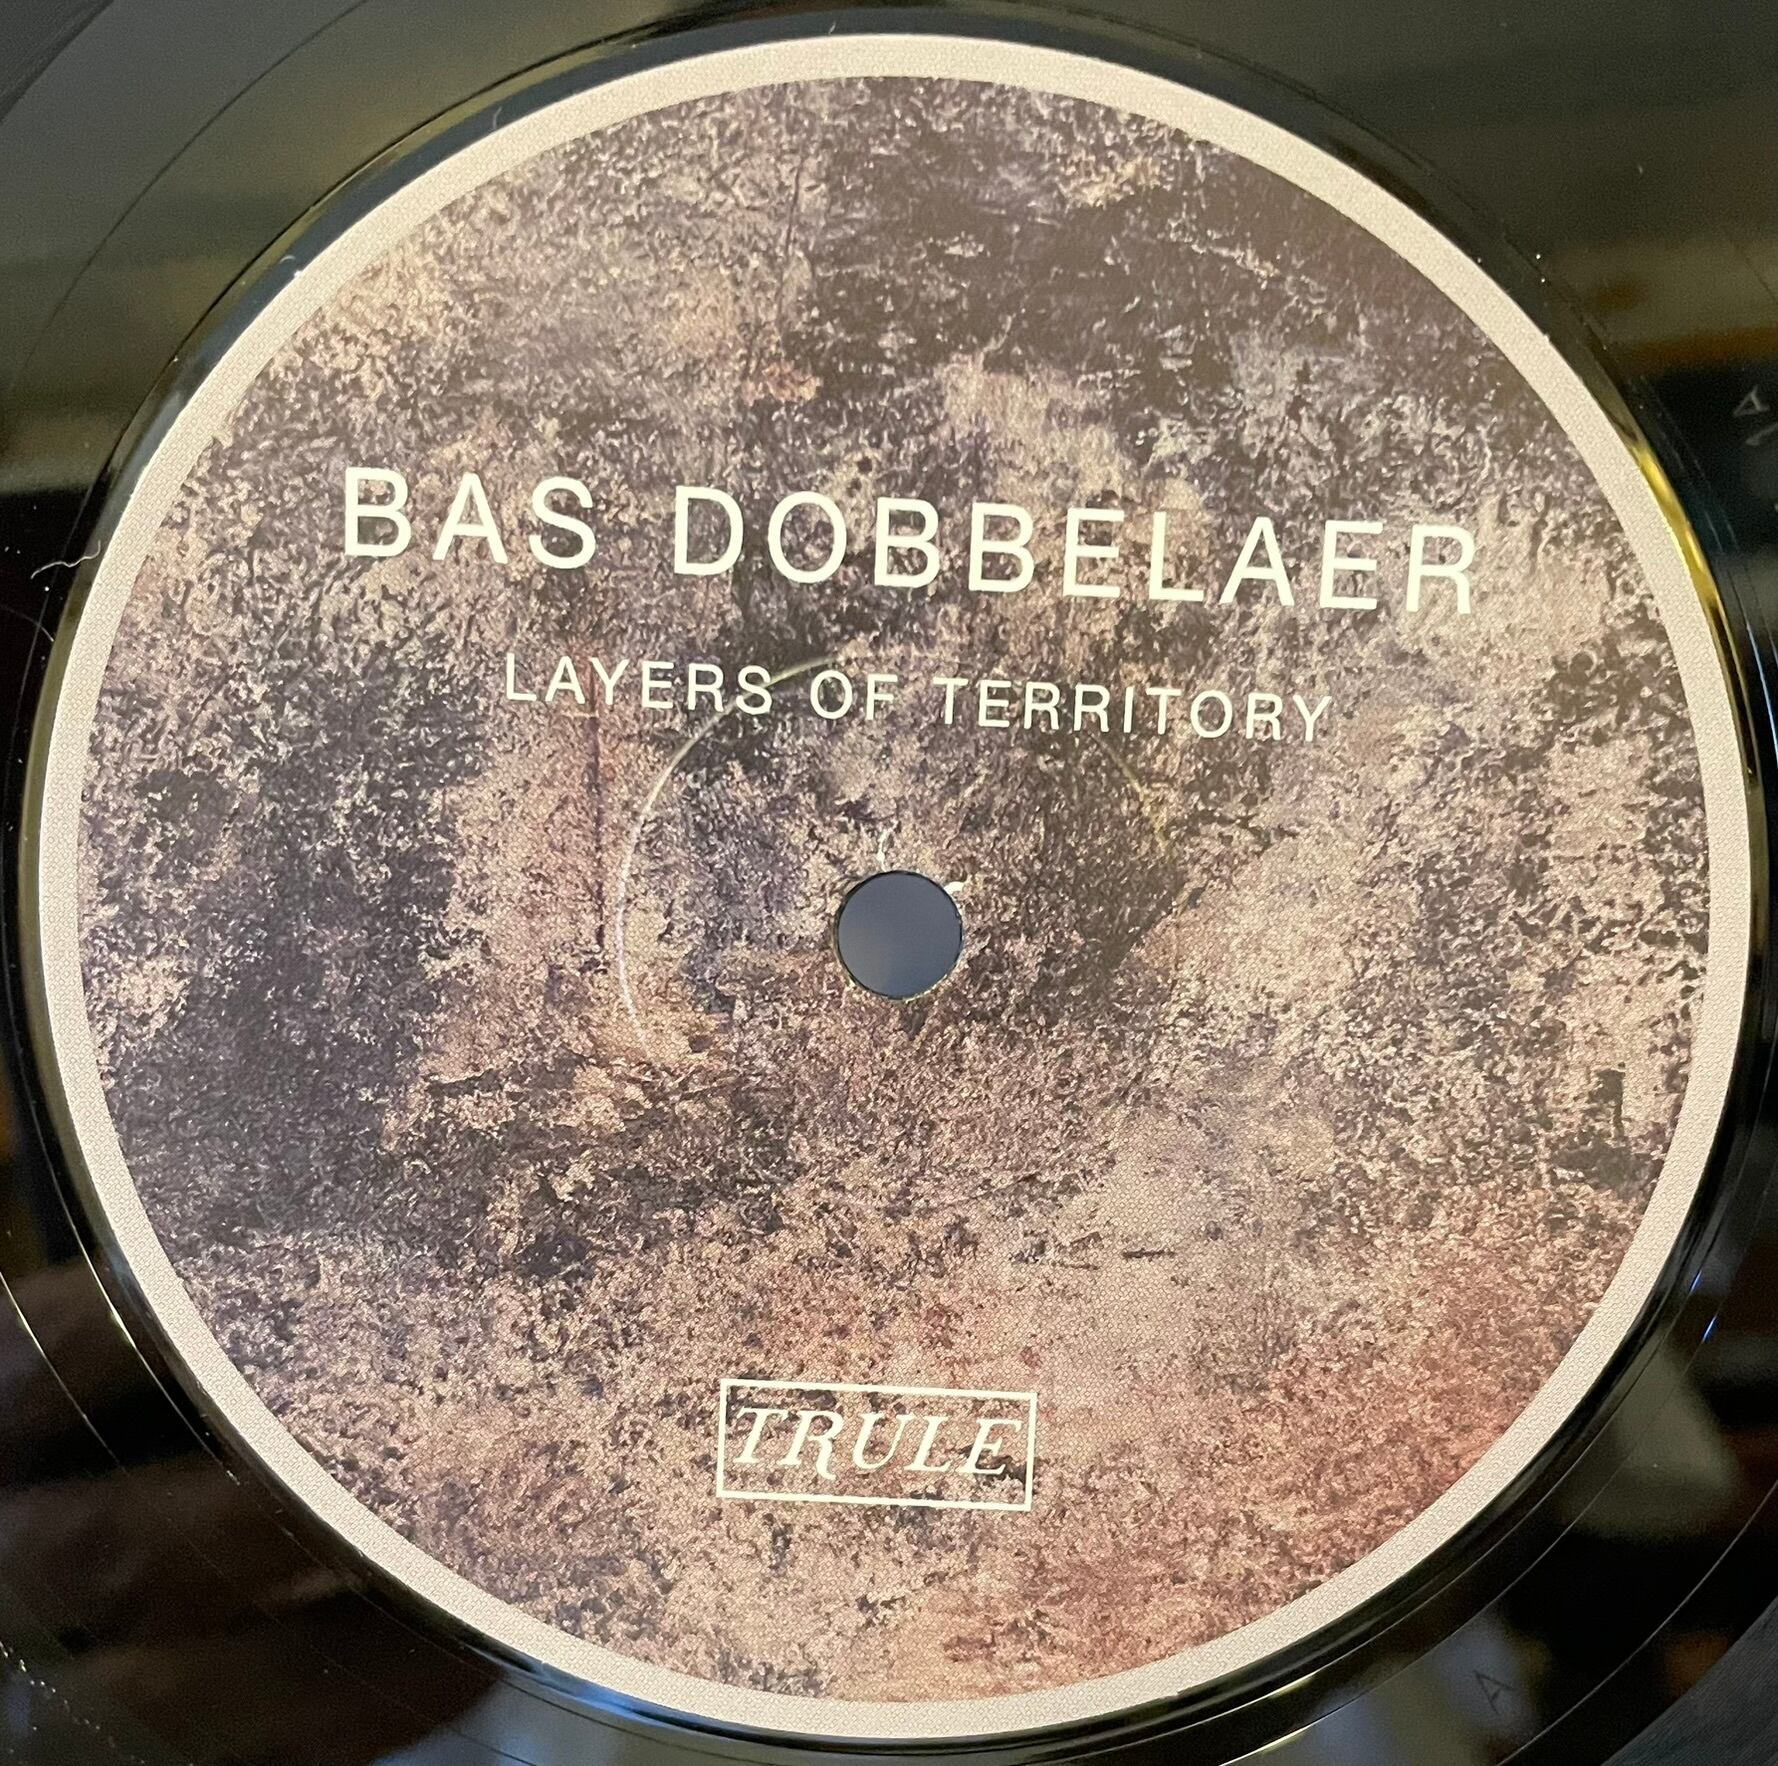 BAS DOBBELAER
LAYERS OF TERRITORY
TRULE